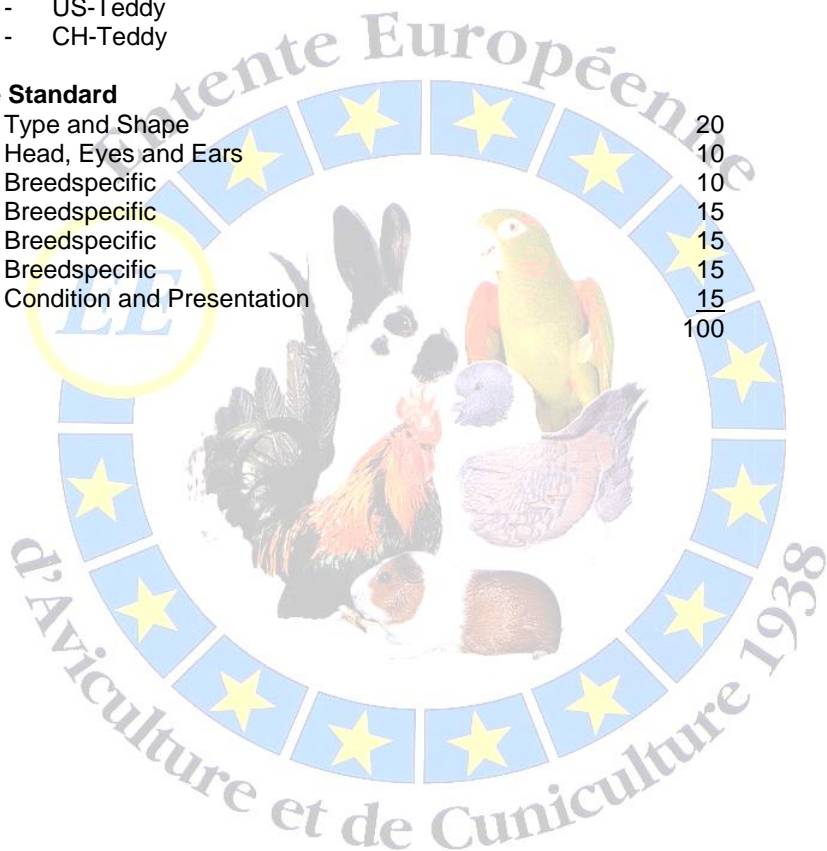 - US-Teddy
- CH-Teddy
Standard
Type and Shape 20
Head, Eyes and Ears 10
Breedspecific 10
Breedspecific 15
Breedspecific 15
Breedspecific 15
Condition and Presentation 15
100
Entente Européenne
EE
d'Aviculture et de Cuniculture 1938